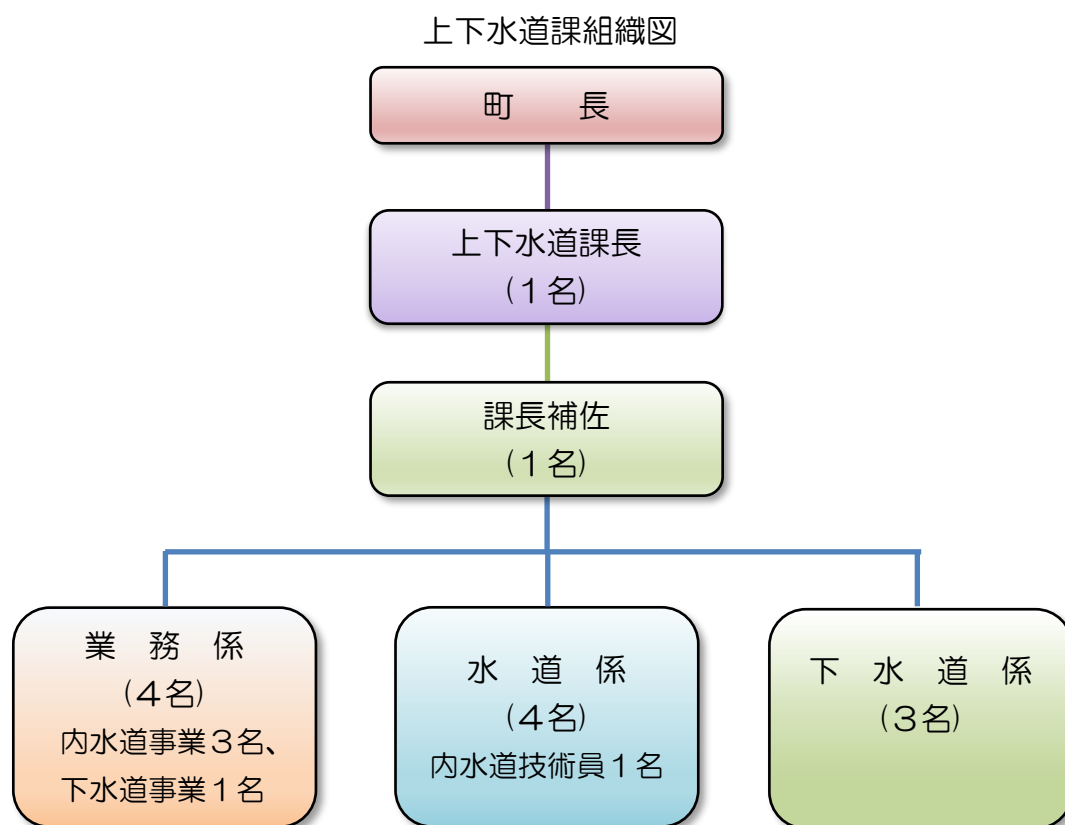 上下水道課組織図
町　　長
上下水道課長
(１名)
課長補佐
(１名)
業　務　係
(４名)
内水道事業３名、
下水道事業１名
水　道　係
(４名)
内水道技術員１名
下　水　道　係
(３名)